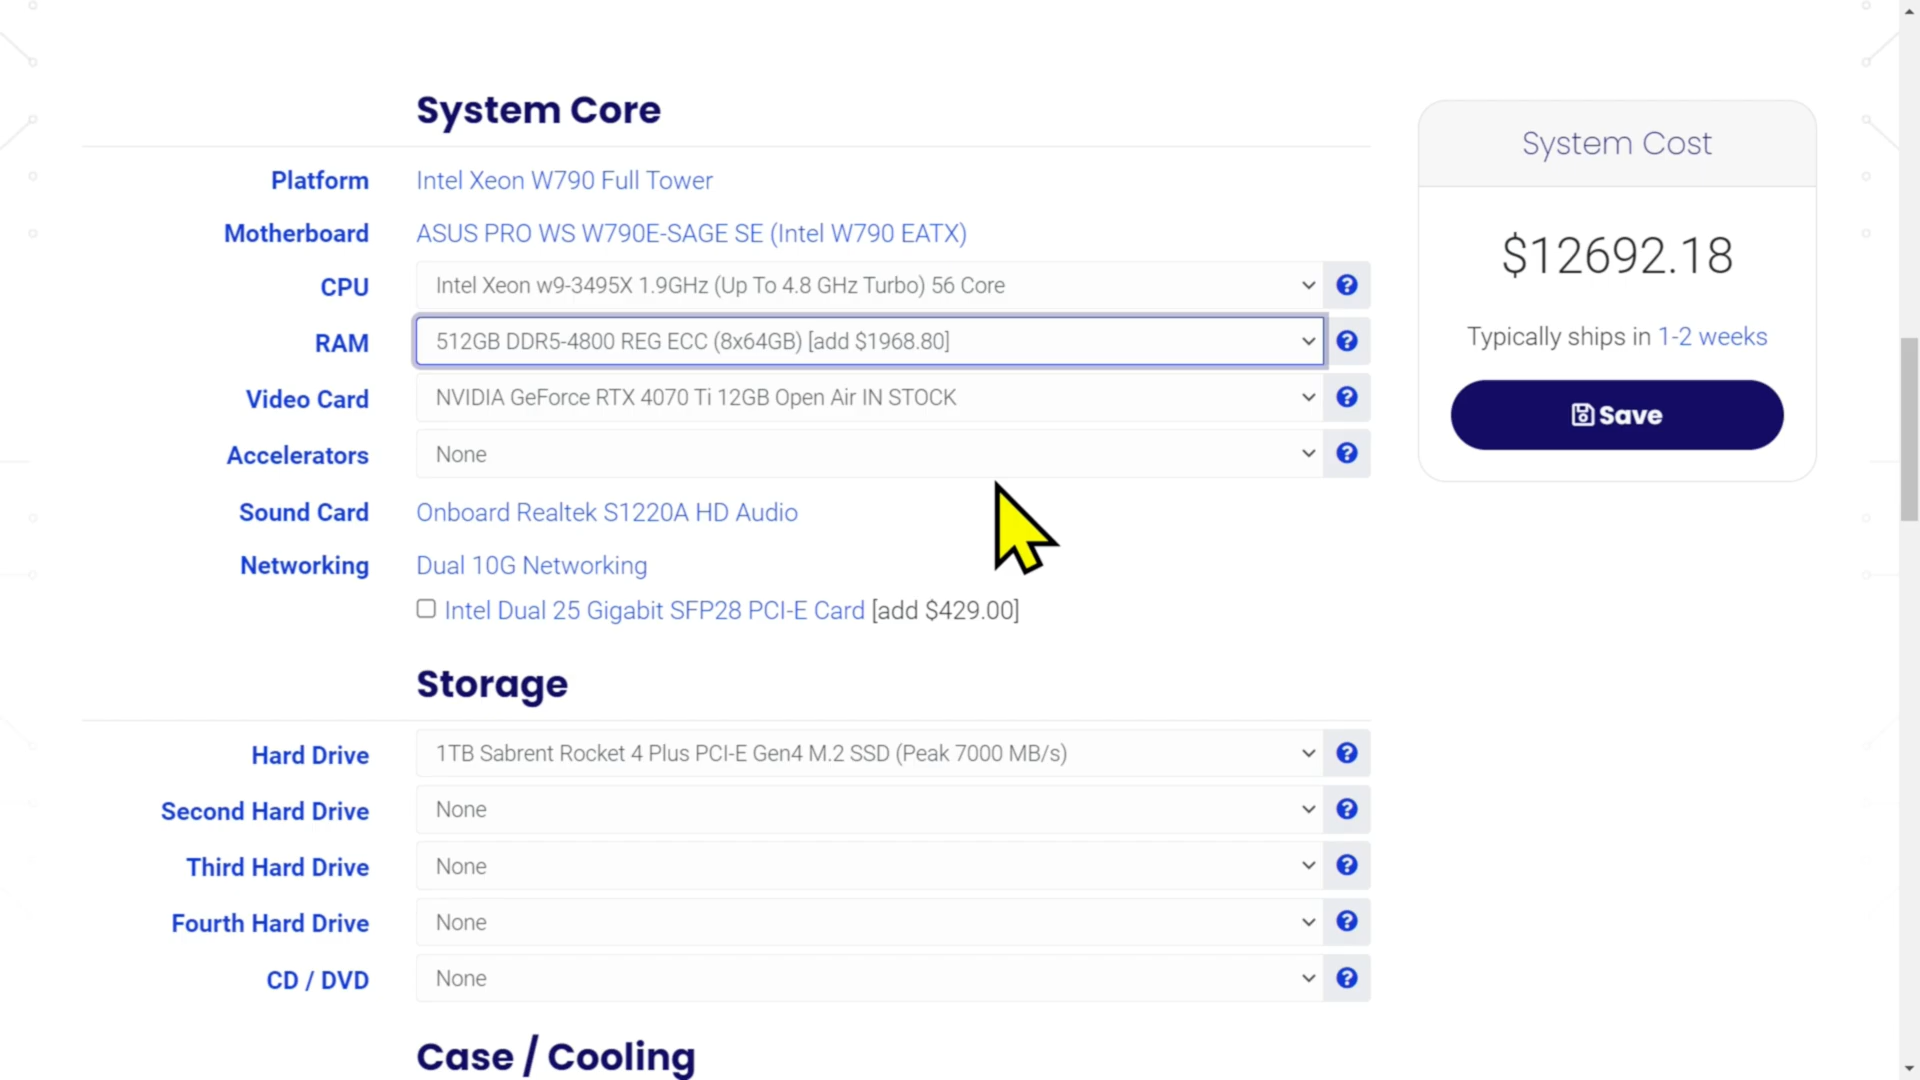 System Core
Platform Intel Xeon W790 Full Tower
Motherboard ASUS PRO WS W790E-SAGE SE (Intel W790 EATX)
CPU Intel Xeon w9-3495X 1.9GHz (Up To 4.8 GHz Turbo) 56 Core ?
RAM 512GB DDR5-4800 REG ECC (8x64GB) [add $1968.80] ?
Video Card NVIDIA GeForce RTX 4070 Ti 12GB Open Air IN STOCK ?
Accelerators None ?
Sound Card Onboard Realtek S1220A HD Audio
Networking Dual 10G Networking
Intel Dual 25 Gigabit SFP28 PCI-E Card [add $429.00]
Storage
Hard Drive 1TB Sabrent Rocket 4 Plus PCI-E Gen4 M.2 SSD (Peak 7000 MB/s) ?
Second Hard Drive None ?
Third Hard Drive None ?
Fourth Hard Drive None ?
CD / DVD None ?
Case / Cooling
System Cost
$12692.18
Typically ships in 1-2 weeks
Save